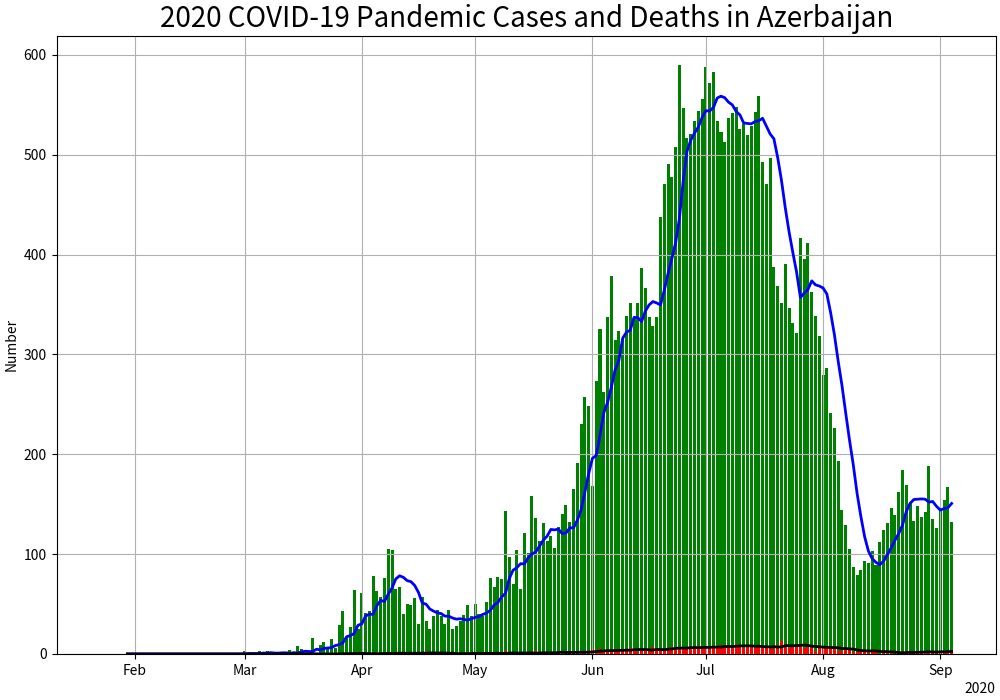 2020 COVID-19 Pandemic Cases and Deaths in Azerbaijan
600
500
400
300
200
100
0
Number
Feb Mar Apr May Jun Jul Aug Sep
2020